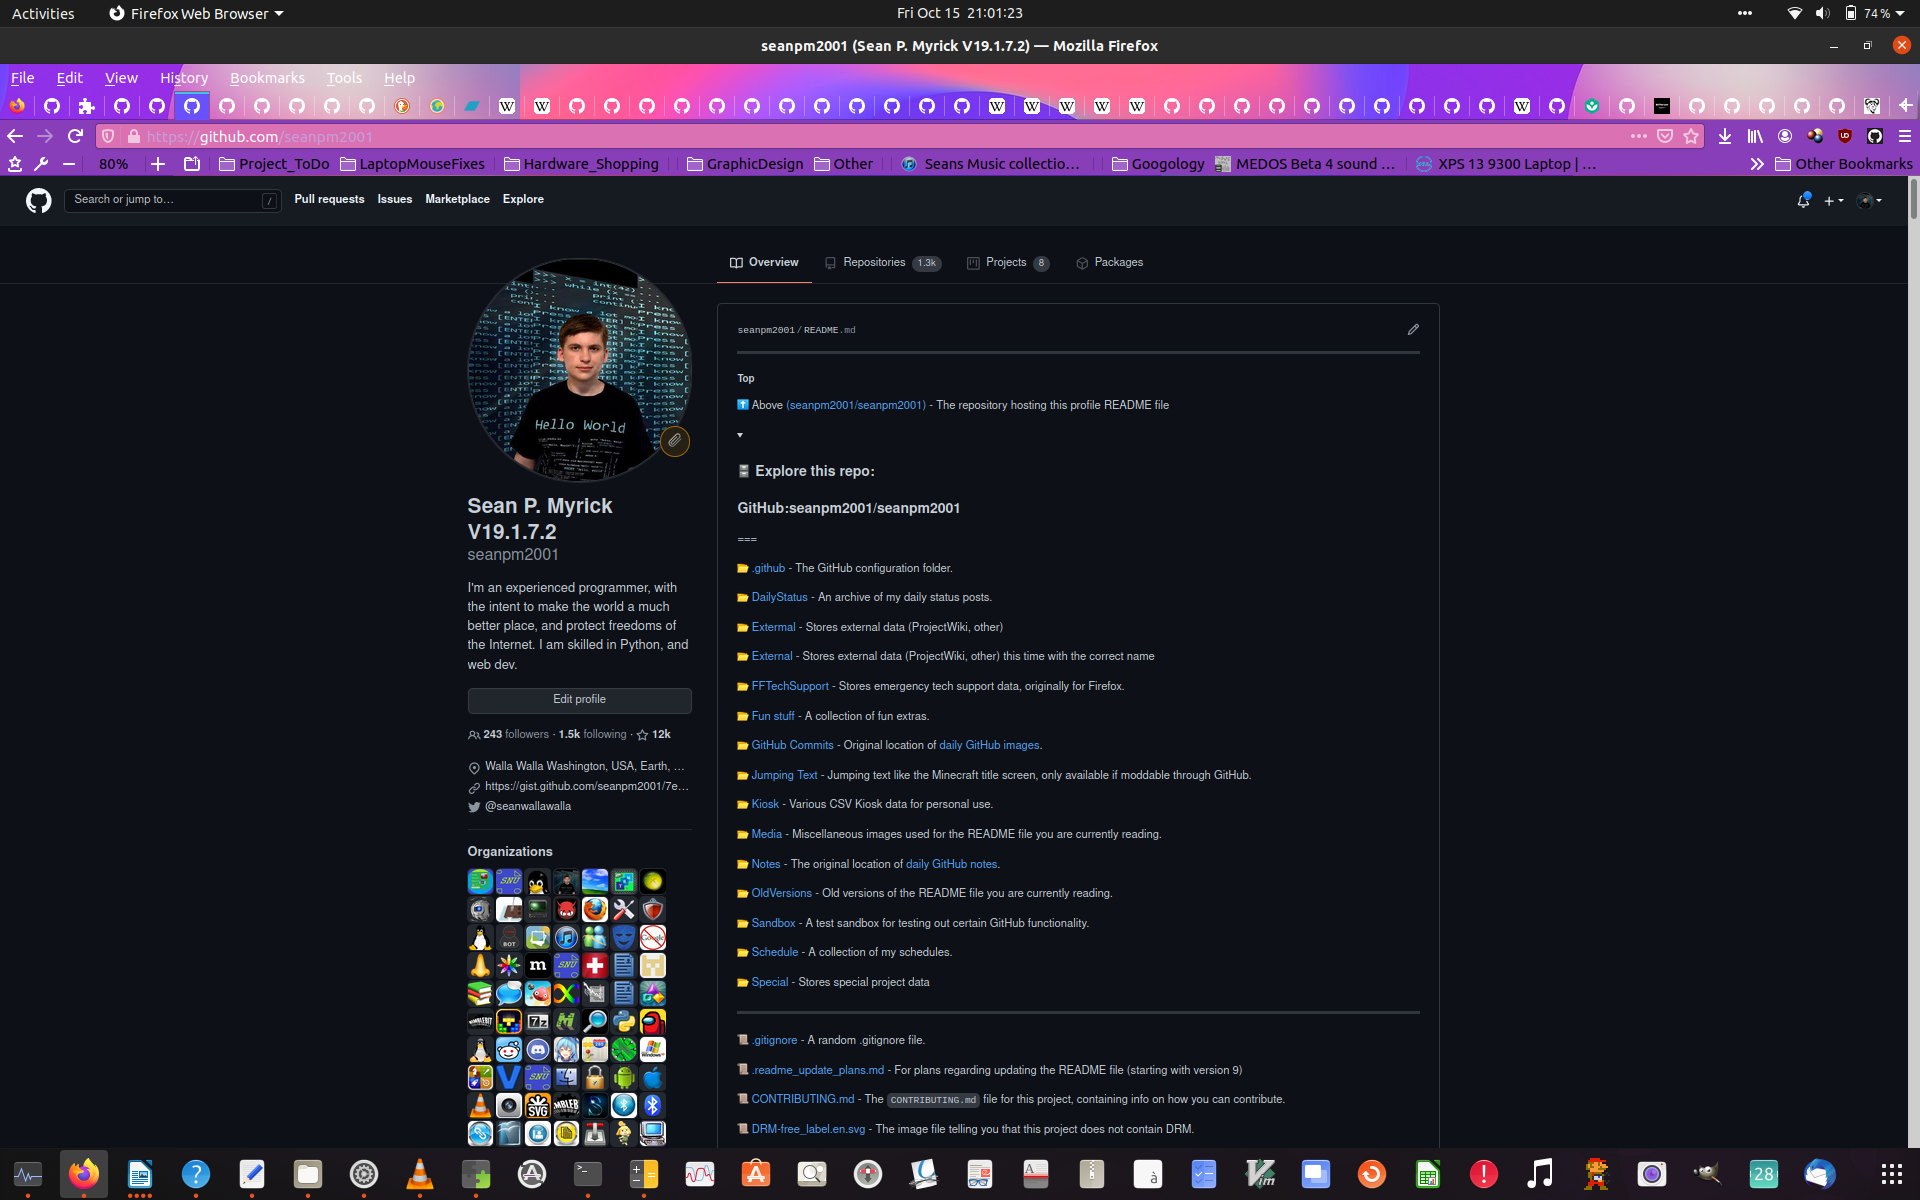 Activities
Firefox Web Browser
Fri Oct 15 21:01:23
74 %
seanpm2001 (Sean P. Myrick V19.1.7.2) — Mozilla Firefox
File Edit View History Bookmarks Tools Help
https://github.com/seanpm2001
80%
Project_ToDo
LaptopMouseFixes
Hardware_Shopping
GraphicDesign
Other
Seans Music collectio…
Googology
MEDOS Beta 4 sound …
XPS 13 9300 Laptop | …
Other Bookmarks
Search or jump to… /
Pull requests Issues Marketplace Explore
Overview
Repositories 1.3k
Projects 8
Packages
Hello World
Sean P. Myrick
V19.1.7.2
seanpm2001
I'm an experienced programmer, with
the intent to make the world a much
better place, and protect freedoms of
the Internet. I am skilled in Python, and
web dev.
Edit profile
243 followers · 1.5k following · 12k
Walla Walla Washington, USA, Earth, …
https://gist.github.com/seanpm2001/7e…
@seanwallawalla
Organizations
seanpm2001/README.md
Top
Above (seanpm2001/seanpm2001) - The repository hosting this profile README file
Explore this repo:
GitHub:seanpm2001/seanpm2001
===
.github - The GitHub configuration folder.
DailyStatus - An archive of my daily status posts.
Extermal - Stores external data (ProjectWiki, other)
External - Stores external data (ProjectWiki, other) this time with the correct name
FFTechSupport - Stores emergency tech support data, originally for Firefox.
Fun stuff - A collection of fun extras.
GitHub Commits - Original location of daily GitHub images.
Jumping Text - Jumping text like the Minecraft title screen, only available if moddable through GitHub.
Kiosk - Various CSV Kiosk data for personal use.
Media - Miscellaneous images used for the README file you are currently reading.
Notes - The original location of daily GitHub notes.
OldVersions - Old versions of the README file you are currently reading.
Sandbox - A test sandbox for testing out certain GitHub functionality.
Schedule - A collection of my schedules.
Special - Stores special project data
.gitignore - A random .gitignore file.
.readme_update_plans.md - For plans regarding updating the README file (starting with version 9)
CONTRIBUTING.md - The CONTRIBUTING.md file for this project, containing info on how you can contribute.
DRM-free_label.en.svg - The image file telling you that this project does not contain DRM.
28